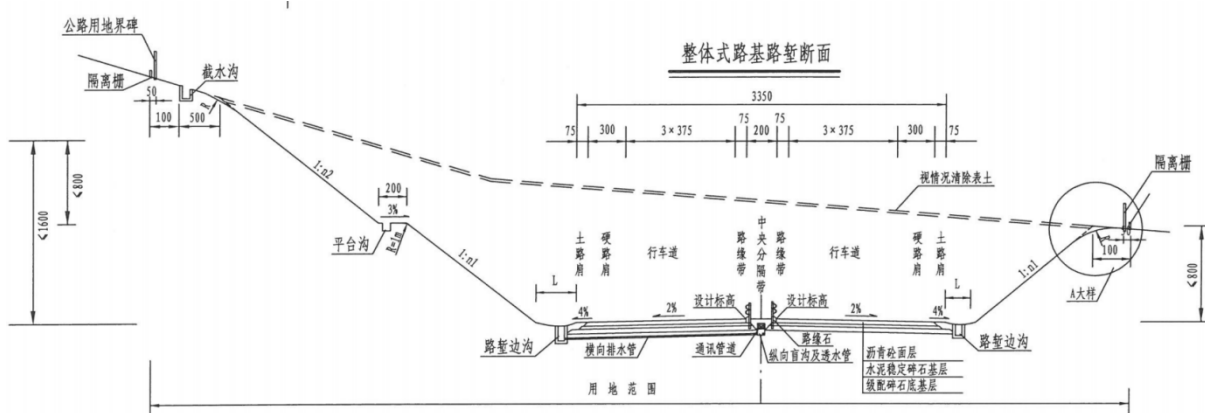 整体式路基路堑断面
公路用地界碑
隔离栅
截水沟
50
100
500
R
3350
75
300
3×375
75
200
75
3×375
300
75
≤1600
≤800
1:n2
200
3%
平台沟
R=1m
1:n1
视情况清除表土
隔离栅
100
A大样
≤800
1:n1
土路肩
硬路肩
行车道
路缘带
中央分隔带
路缘带
行车道
硬路肩
土路肩
L
4%
2%
设计标高
设计标高
2%
4%
L
路堑边沟
横向排水管
通讯管道
路缘石
纵向盲沟及透水管
沥青砼面层
水泥稳定碎石基层
级配碎石底基层
路堑边沟
用地范围